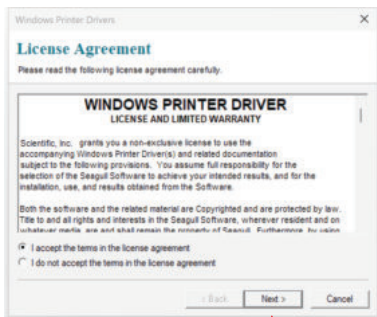 Windows Printer Drivers
License Agreement
Please read the following license agreement carefully.
WINDOWS PRINTER DRIVER
LICENSE AND LIMITED WARRANTY
Scientific, Inc. grants you a non-exclusive license to use the
accompanying Windows Printer Driver(s) and related documentation
subject to the following provisions. You assume full responsibility for the
selection of the Seagull Software to achieve your intended results, and for the
installation, use, and results obtained from the Software.
Both the software and the related material are Copyrighted and are protected by law.
Title to and all rights and interests in the Seagull Software, wherever resident and on
whatever media, are and shall remain the property of Seagull. Furthermore, by using
I accept the terms in the license agreement
I do not accept the terms in the license agreement
< Back
Next >
Cancel